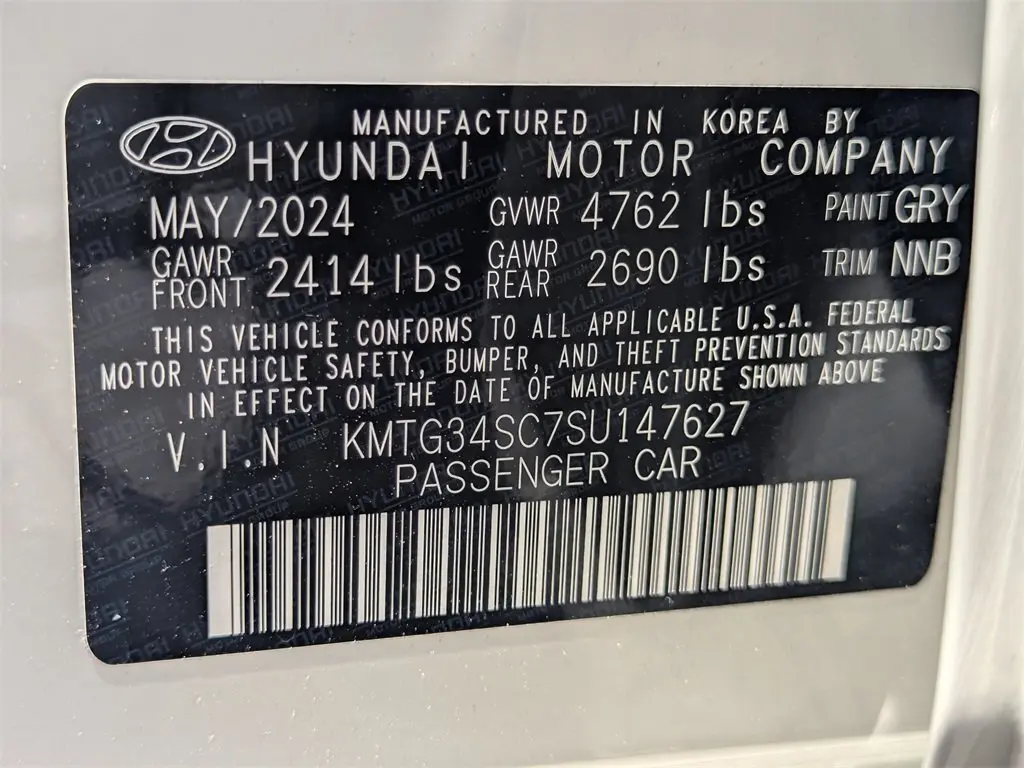 MANUFACTURED IN KOREA BY
HYUNDAI MOTOR COMPANY
MAY/2024 GVWR 4762 lbs PAINT GRY
GAWR FRONT 2414 lbs GAWR REAR 2690 lbs TRIM NNB
THIS VEHICLE CONFORMS TO ALL APPLICABLE U.S.A. FEDERAL
MOTOR VEHICLE SAFETY, BUMPER, AND THEFT PREVENTION STANDARDS
IN EFFECT ON THE DATE OF MANUFACTURE SHOWN ABOVE
V.I.N KMTG34SC7SU147627
PASSENGER CAR